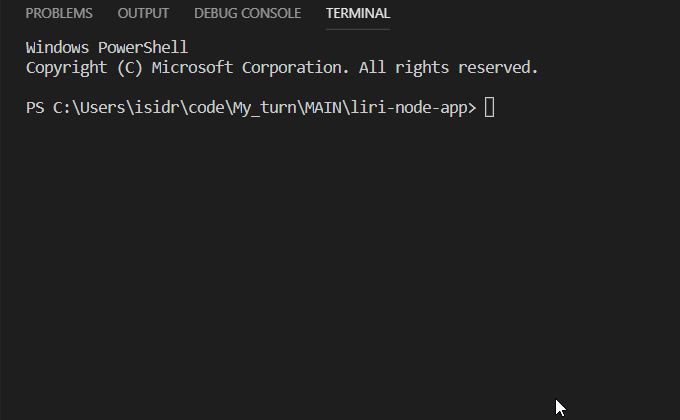 PROBLEMS OUTPUT DEBUG CONSOLE TERMINAL
Windows PowerShell
Copyright (C) Microsoft Corporation. All rights reserved.
PS C:\Users\isidr\code\My_turn\MAIN\liri-node-app>